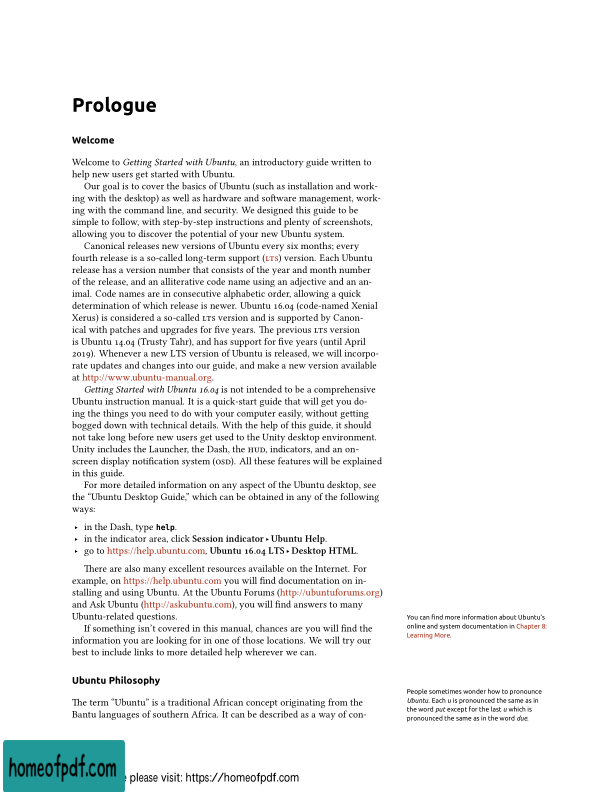 Prologue
Welcome
Welcome to Getting Started with Ubuntu, an introductory guide written to
help new users get started with Ubuntu.
Our goal is to cover the basics of Ubuntu (such as installation and work-
ing with the desktop) as well as hardware and software management, work-
ing with the command line, and security. We designed this guide to be
simple to follow, with step-by-step instructions and plenty of screenshots,
allowing you to discover the potential of your new Ubuntu system.
Canonical releases new versions of Ubuntu every six months; every
fourth release is a so-called long-term support (LTS) version. Each Ubuntu
release has a version number that consists of the year and month number
of the release, and an alliterative code name using an adjective and an an-
imal. Code names are in consecutive alphabetic order, allowing a quick
determination of which release is newer. Ubuntu 16.04 (code-named Xenial
Xerus) is considered a so-called LTS version and is supported by Canon-
ical with patches and upgrades for five years. The previous LTS version
is Ubuntu 14.04 (Trusty Tahr), and has support for five years (until April
2019). Whenever a new LTS version of Ubuntu is released, we will incorpo-
rate updates and changes into our guide, and make a new version available
at http://www.ubuntu-manual.org.
Getting Started with Ubuntu 16.04 is not intended to be a comprehensive
Ubuntu instruction manual. It is a quick-start guide that will get you do-
ing the things you need to do with your computer easily, without getting
bogged down with technical details. With the help of this guide, it should
not take long before new users get used to the Unity desktop environment.
Unity includes the Launcher, the Dash, the HUD, indicators, and an on-
screen display notification system (OSD). All these features will be explained
in this guide.
For more detailed information on any aspect of the Ubuntu desktop, see
the “Ubuntu Desktop Guide,” which can be obtained in any of the following
ways:
‣ in the Dash, type help.
‣ in the indicator area, click Session indicator ‣ Ubuntu Help.
‣ go to https://help.ubuntu.com, Ubuntu 16.04 LTS ‣ Desktop HTML.
There are also many excellent resources available on the Internet. For
example, on https://help.ubuntu.com you will find documentation on in-
stalling and using Ubuntu. At the Ubuntu Forums (http://ubuntuforums.org)
and Ask Ubuntu (http://askubuntu.com), you will find answers to many
Ubuntu-related questions.
If something isn’t covered in this manual, chances are you will find the
information you are looking for in one of those locations. We will try our
best to include links to more detailed help wherever we can.
You can find more information about Ubuntu’s
online and system documentation in Chapter 8:
Learning More.
Ubuntu Philosophy
The term “Ubuntu” is a traditional African concept originating from the
Bantu languages of southern Africa. It can be described as a way of con-
People sometimes wonder how to pronounce
Ubuntu. Each u is pronounced the same as in
the word put except for the last u which is
pronounced the same as in the word due.
homeofpdf.com
please visit: https://homeofpdf.com